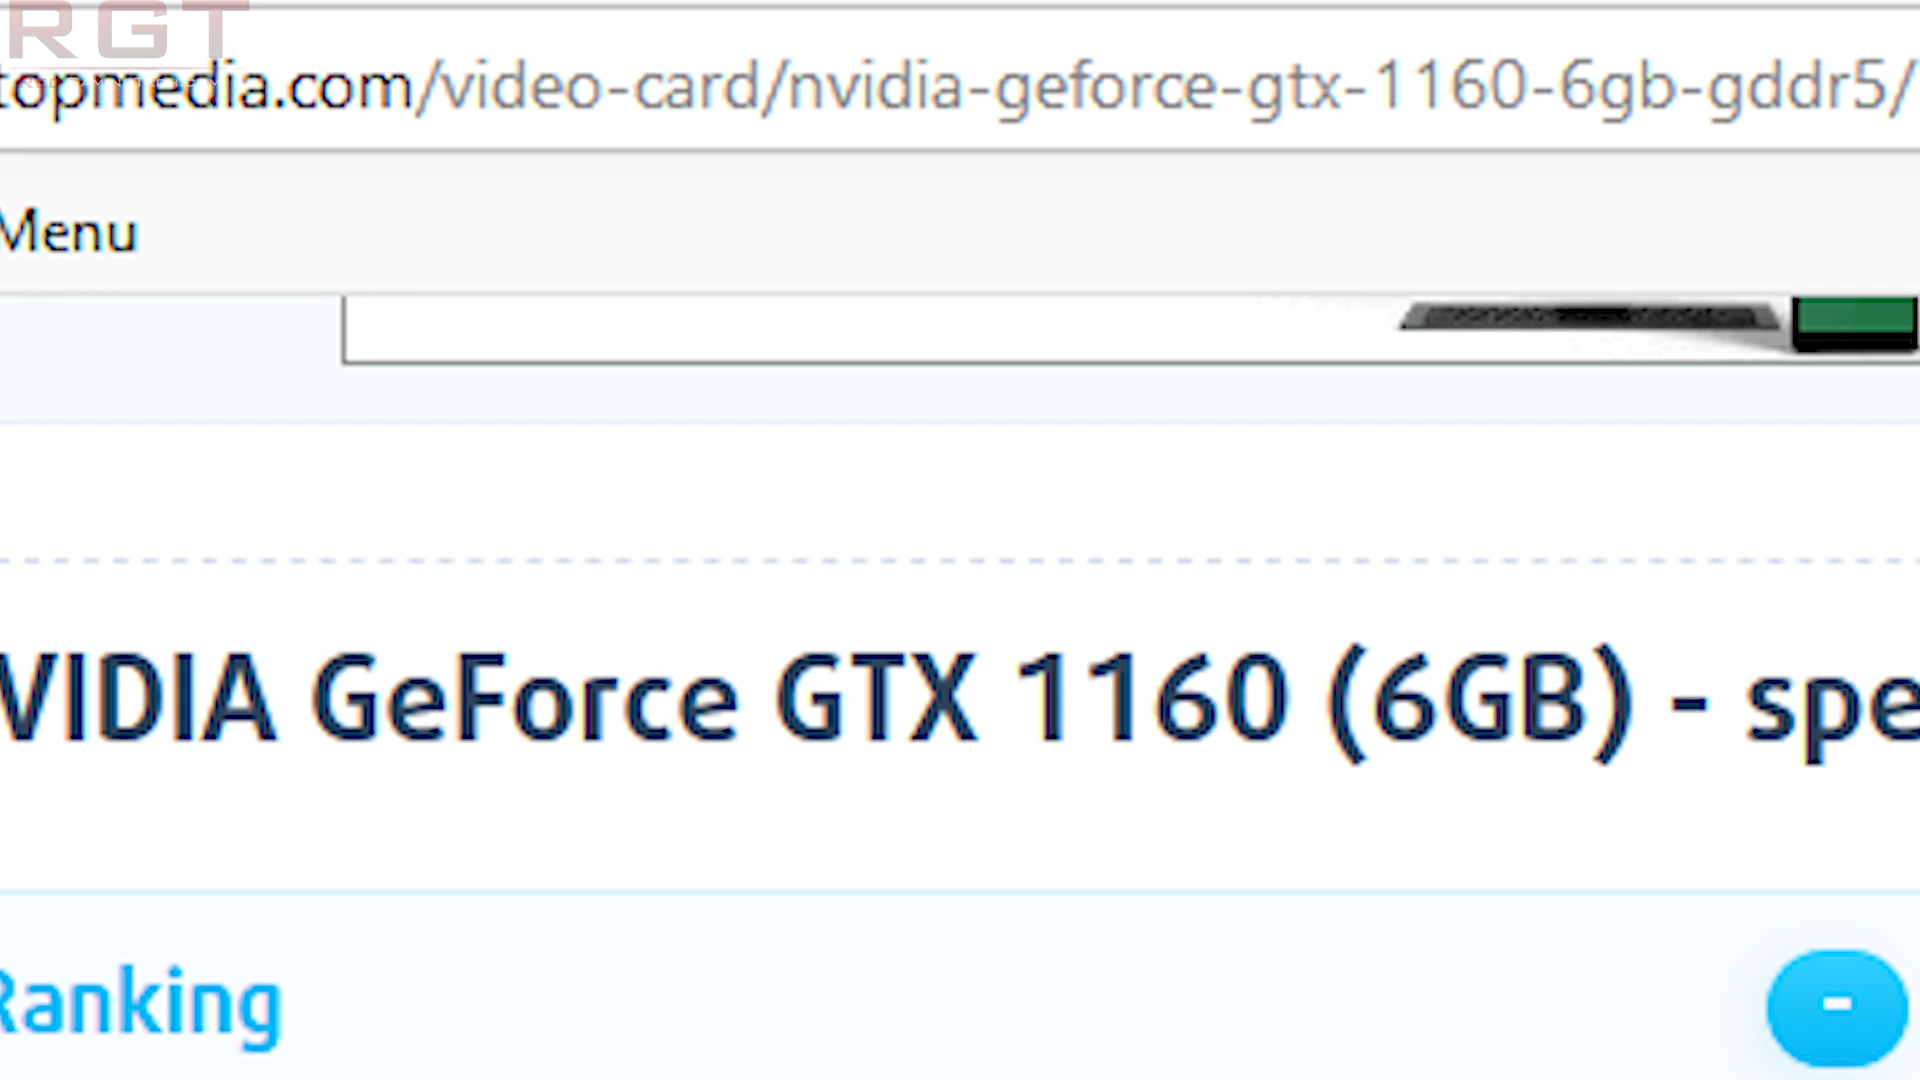 RGT
topmedia.com/video-card/nvidia-geforce-gtx-1160-6gb-gddr5/
Menu
VIDIA GeForce GTX 1160 (6GB) - spe
Ranking
-